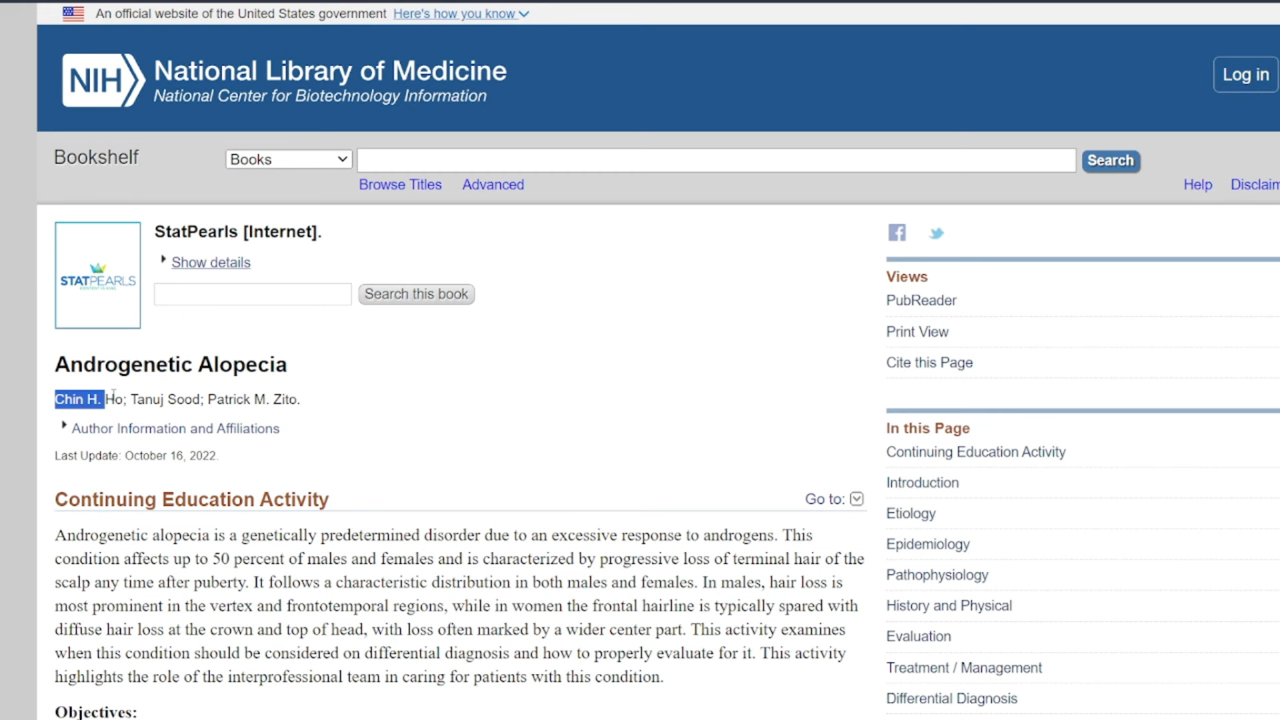 An official website of the United States government Here's how you know
NIH National Library of Medicine
National Center for Biotechnology Information
Log in
Bookshelf Books Search
Browse Titles Advanced Help Disclaim
STATPEARLS
StatPearls [Internet].
Show details
Search this book
Androgenetic Alopecia
Chin H. Ho; Tanuj Sood; Patrick M. Zito.
Author Information and Affiliations
Last Update: October 16, 2022.
Continuing Education Activity Go to:
Androgenetic alopecia is a genetically predetermined disorder due to an excessive response to androgens. This
condition affects up to 50 percent of males and females and is characterized by progressive loss of terminal hair of the
scalp any time after puberty. It follows a characteristic distribution in both males and females. In males, hair loss is
most prominent in the vertex and frontotemporal regions, while in women the frontal hairline is typically spared with
diffuse hair loss at the crown and top of head, with loss often marked by a wider center part. This activity examines
when this condition should be considered on differential diagnosis and how to properly evaluate for it. This activity
highlights the role of the interprofessional team in caring for patients with this condition.
Objectives:
Views
PubReader
Print View
Cite this Page
In this Page
Continuing Education Activity
Introduction
Etiology
Epidemiology
Pathophysiology
History and Physical
Evaluation
Treatment / Management
Differential Diagnosis